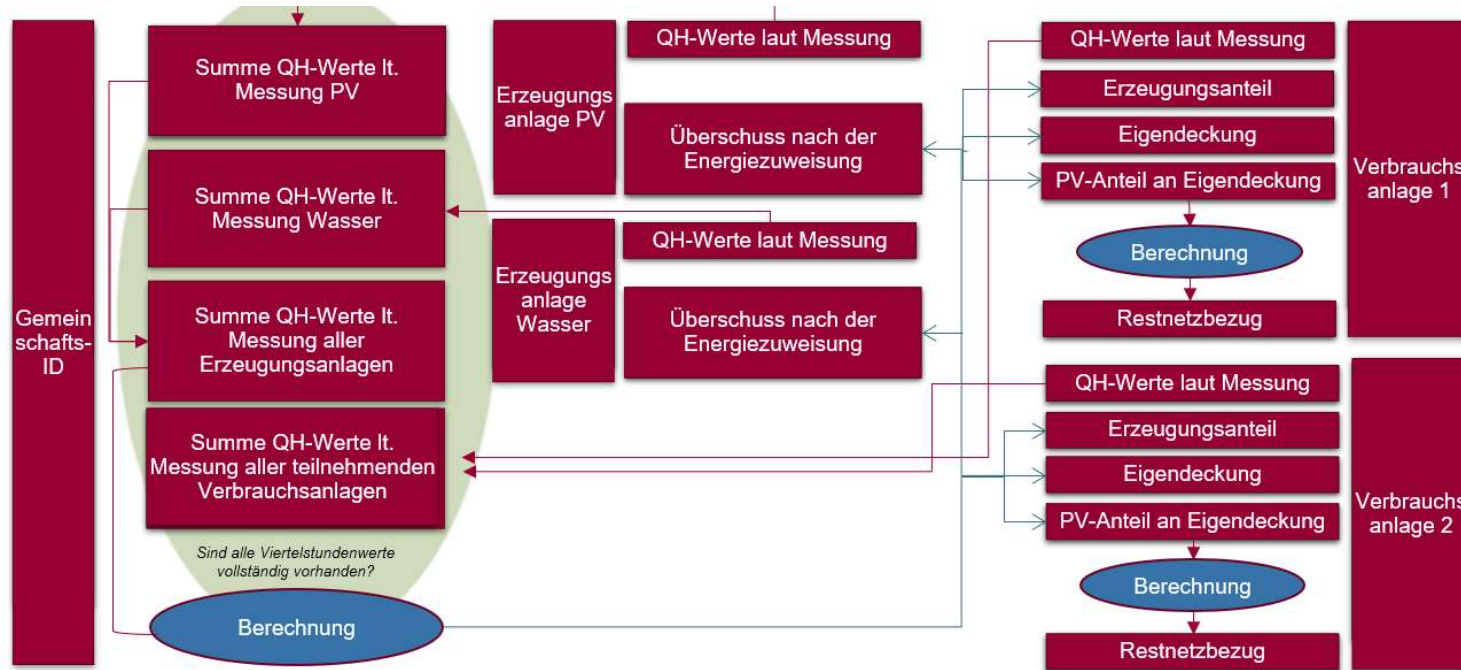 Gemein
schafts-
ID
Summe QH-Werte lt.
Messung PV
Summe QH-Werte lt.
Messung Wasser
Summe QH-Werte lt.
Messung aller
Erzeugungsanlagen
Summe QH-Werte lt.
Messung aller teilnehmenden
Verbrauchsanlagen
Sind alle Viertelstundenwerte
vollständig vorhanden?
Berechnung
Erzeugungs
anlage PV
QH-Werte laut Messung
Überschuss nach der
Energiezuweisung
Erzeugungs
anlage
Wasser
QH-Werte laut Messung
Überschuss nach der
Energiezuweisung
QH-Werte laut Messung
Erzeugungsanteil
Eigendeckung
PV-Anteil an Eigendeckung
Berechnung
Restnetzbezug
Verbrauchs
anlage 1
QH-Werte laut Messung
Erzeugungsanteil
Eigendeckung
PV-Anteil an Eigendeckung
Berechnung
Restnetzbezug
Verbrauchs
anlage 2